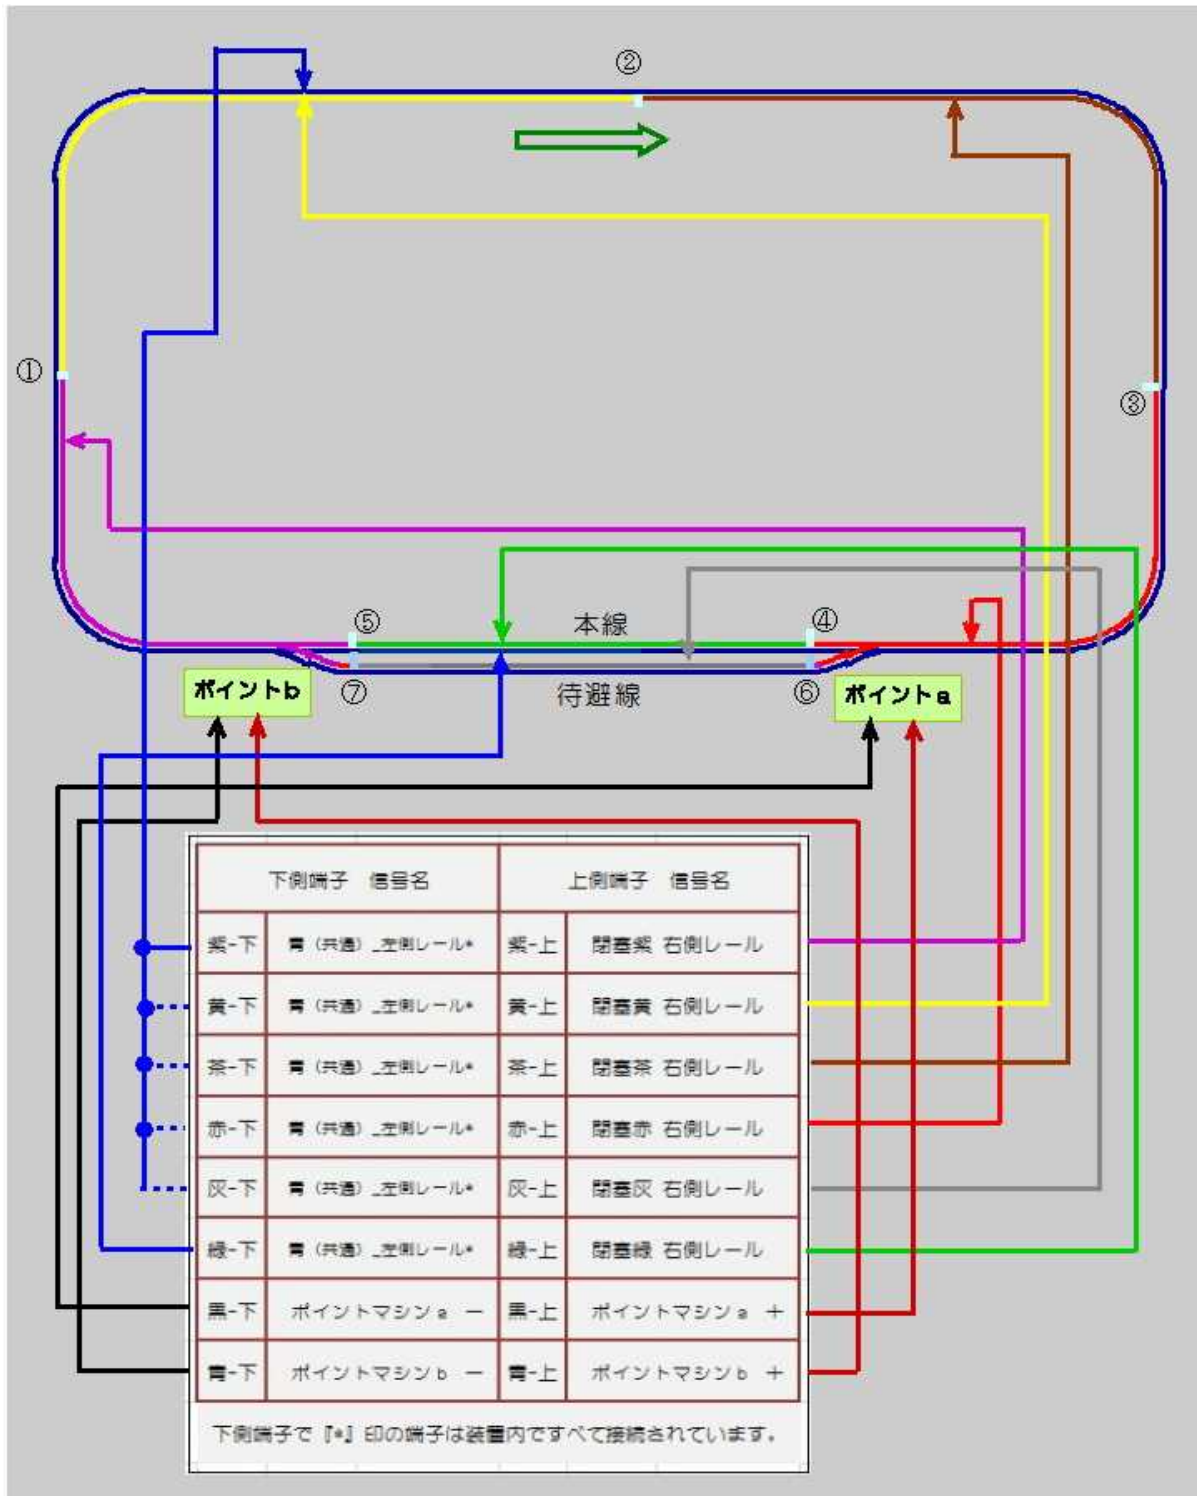 ②
①
③
⑤ 本線 ④
ポイントb ⑦ 待避線 ⑥ ポイントa
下側端子 信号名 上側端子 信号名
紫-下 青（共通）_左側レール* 紫-上 閉塞紫 右側レール
黄-下 青（共通）_左側レール* 黄-上 閉塞黄 右側レール
茶-下 青（共通）_左側レール* 茶-上 閉塞茶 右側レール
赤-下 青（共通）_左側レール* 赤-上 閉塞赤 右側レール
灰-下 青（共通）_左側レール* 灰-上 閉塞灰 右側レール
緑-下 青（共通）_左側レール* 緑-上 閉塞緑 右側レール
黒-下 ポイントマシンa － 黒-上 ポイントマシンa ＋
青-下 ポイントマシンb － 青-上 ポイントマシンb ＋
下側端子で『*』印の端子は装置内ですべて接続されています。